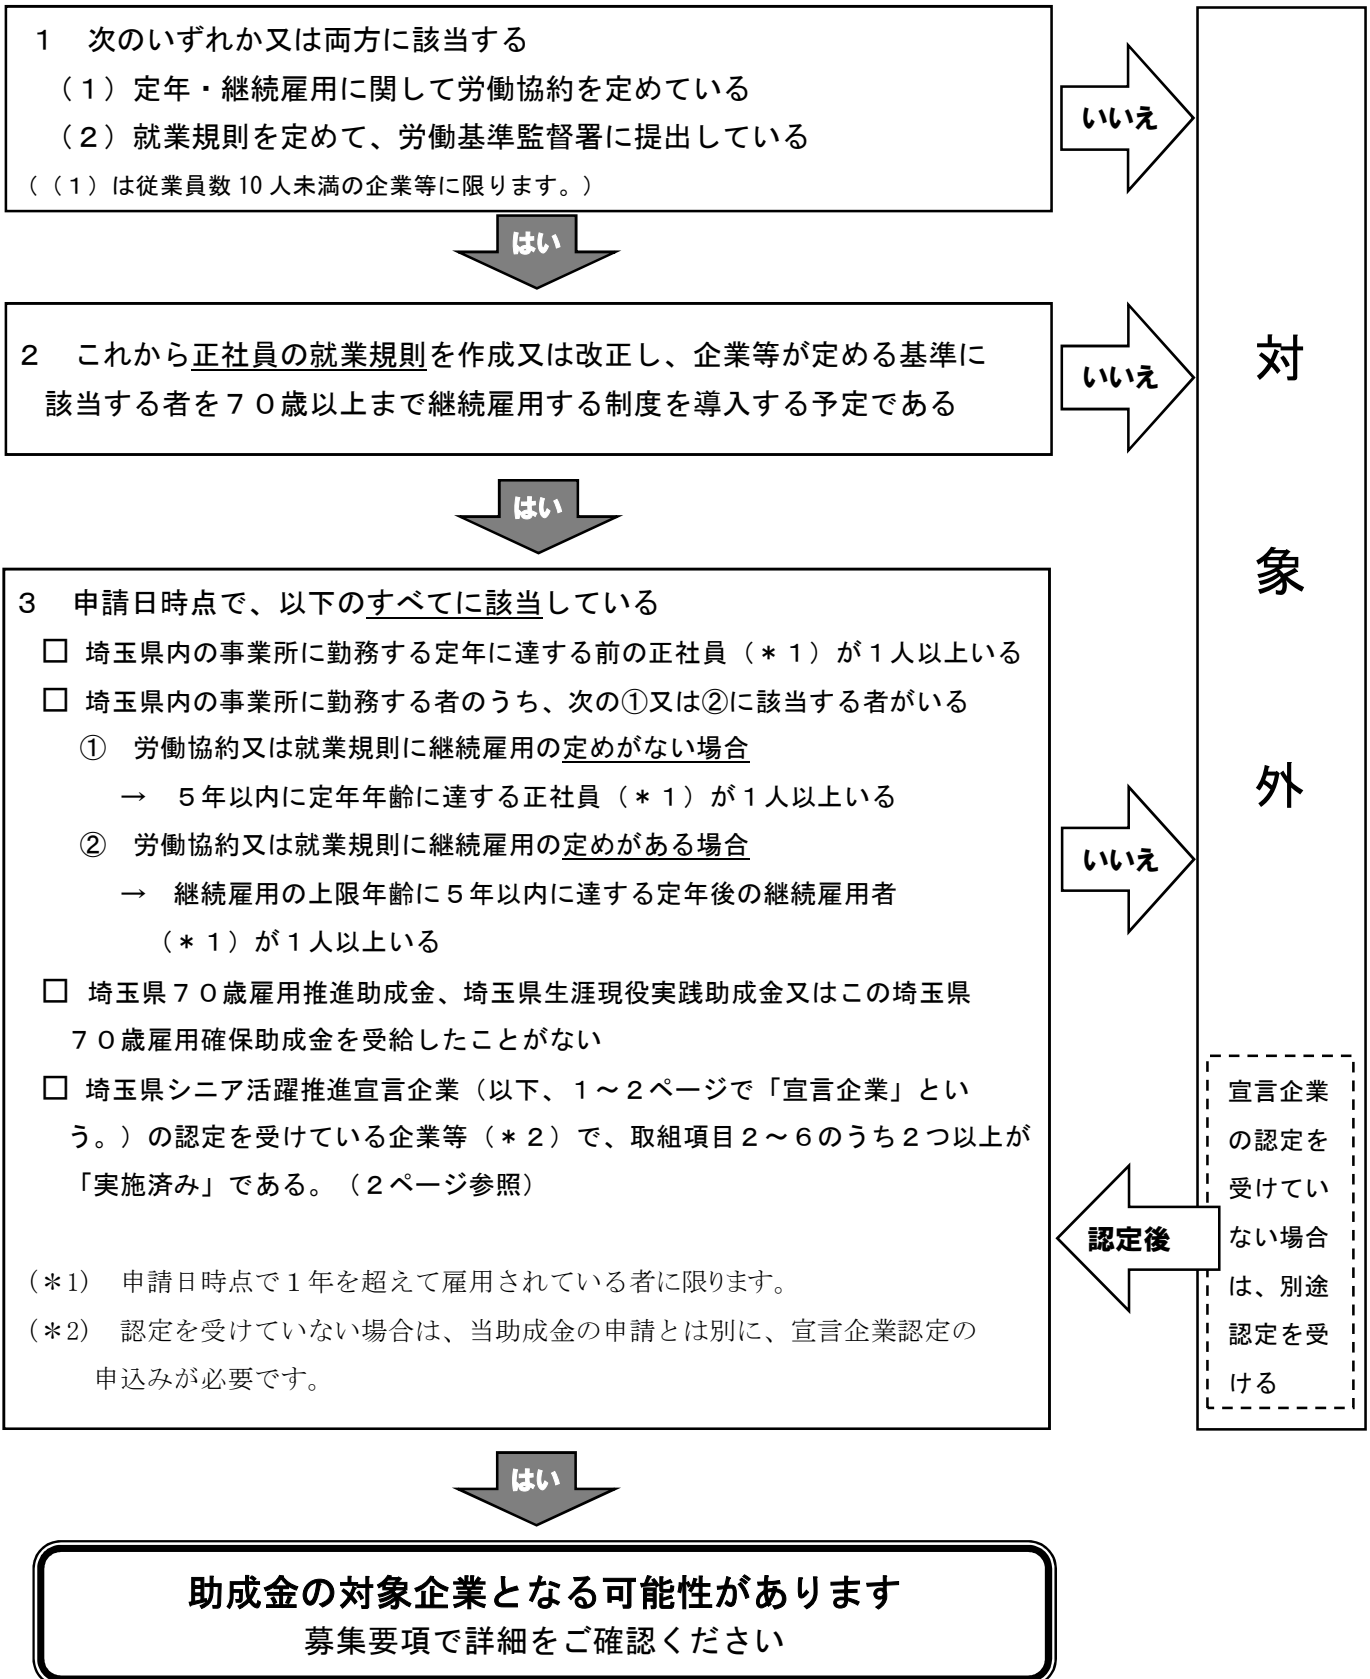 １　次のいずれか又は両方に該当する
（１）定年・継続雇用に関して労働協約を定めている
（２）就業規則を定めて、労働基準監督署に提出している
（（１）は従業員数 10 人未満の企業等に限ります。）
いいえ
はい
２　これから正社員の就業規則を作成又は改正し、企業等が定める基準に
該当する者を７０歳以上まで継続雇用する制度を導入する予定である
いいえ
はい
３　申請日時点で、以下のすべてに該当している
□ 埼玉県内の事業所に勤務する定年に達する前の正社員（＊１）が１人以上いる
□ 埼玉県内の事業所に勤務する者のうち、次の①又は②に該当する者がいる
①　労働協約又は就業規則に継続雇用の定めがない場合
→　５年以内に定年年齢に達する正社員（＊１）が１人以上いる
②　労働協約又は就業規則に継続雇用の定めがある場合
→　継続雇用の上限年齢に５年以内に達する定年後の継続雇用者
（＊１）が１人以上いる
□ 埼玉県７０歳雇用推進助成金、埼玉県生涯現役実践助成金又はこの埼玉県
７０歳雇用確保助成金を受給したことがない
□ 埼玉県シニア活躍推進宣言企業（以下、１～２ページで「宣言企業」とい
う。）の認定を受けている企業等（＊２）で、取組項目２～６のうち２つ以上が
「実施済み」である。（２ページ参照）
（＊1）　申請日時点で１年を超えて雇用されている者に限ります。
（＊2）　認定を受けていない場合は、当助成金の申請とは別に、宣言企業認定の
申込みが必要です。
いいえ
認定後
対
象
外
宣言企業
の認定を
受けてい
ない場合
は、別途
認定を受
ける
はい
助成金の対象企業となる可能性があります
募集要項で詳細をご確認ください